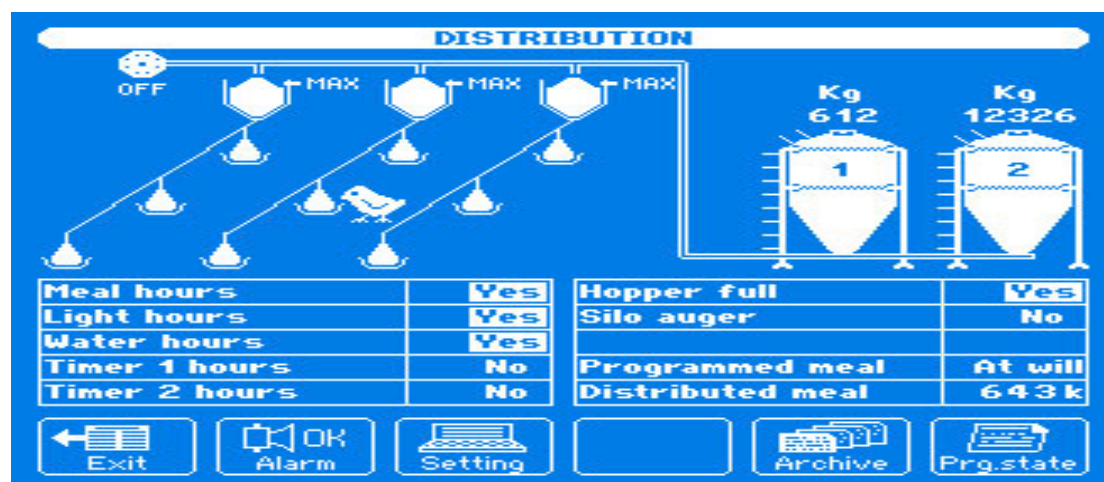 DISTRIBUTION
OFF
MAX
MAX
MAX
Kg
612
Kg
12326
1
2
Meal hours Yes
Light hours Yes
Water hours Yes
Timer 1 hours No
Timer 2 hours No
Hopper full Yes
Silo auger No
Programmed meal At will
Distributed meal 643k
Exit
OK
Alarm
Setting
Archive
Prg.state